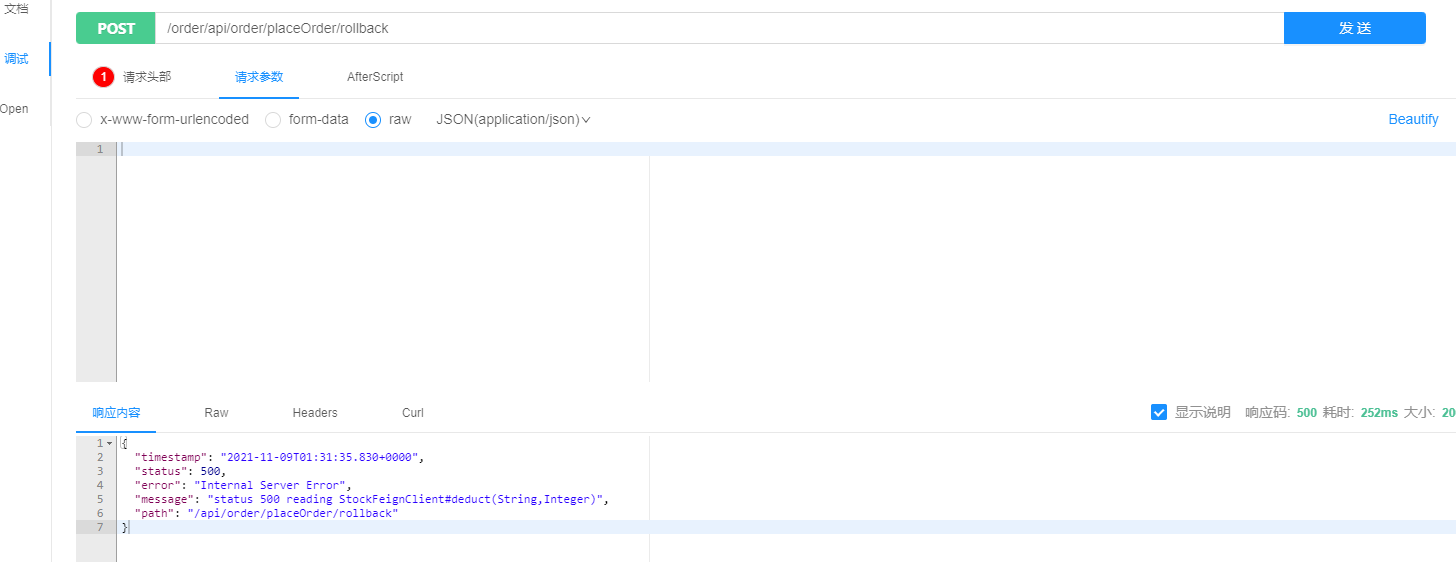 文档
POST /order/api/order/placeOrder/rollback 发 送
调试
1 请求头部 请求参数 AfterScript
Open
x-www-form-urlencoded form-data raw JSON(application/json) Beautify
1
响应内容 Raw Headers Curl 显示说明 响应码: 500 耗时: 252ms 大小: 20
1 {
2 "timestamp": "2021-11-09T01:31:35.830+0000",
3 "status": 500,
4 "error": "Internal Server Error",
5 "message": "status 500 reading StockFeignClient#deduct(String,Integer)",
6 "path": "/api/order/placeOrder/rollback"
7 }